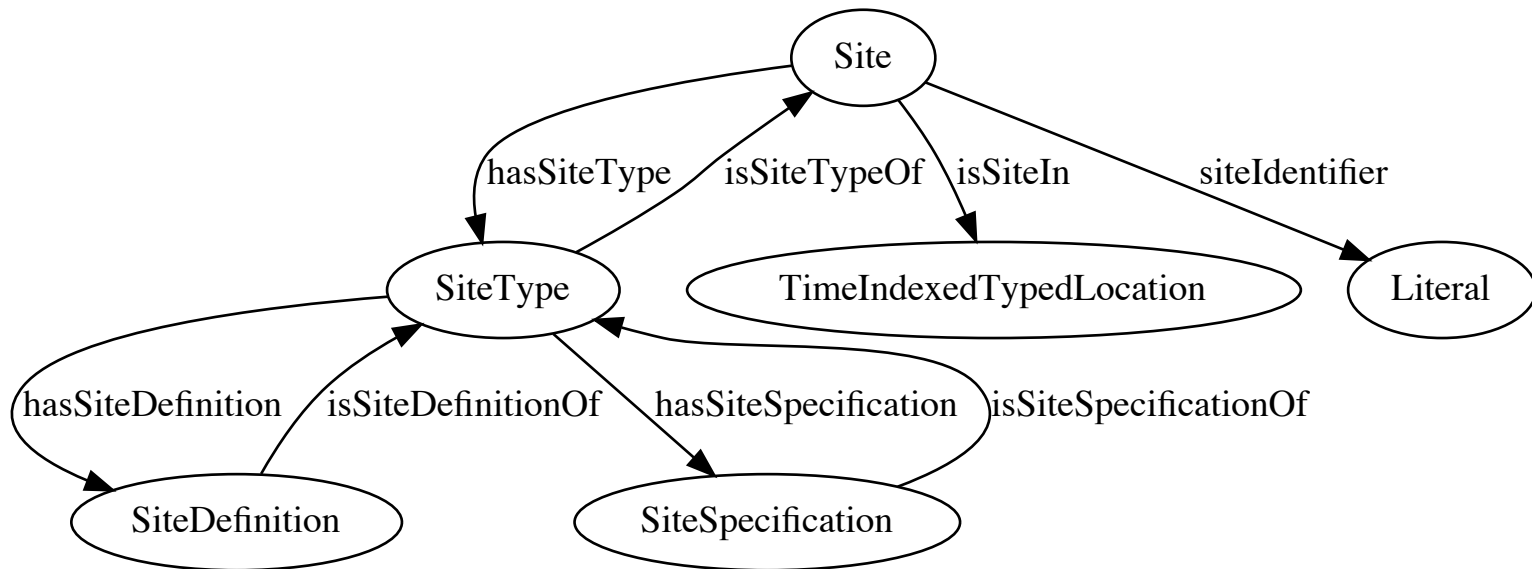 Site
hasSiteType
isSiteTypeOf
isSiteIn
siteIdentifier
SiteType
TimeIndexedTypedLocation
Literal
hasSiteDefinition
isSiteDefinitionOf
hasSiteSpecification
isSiteSpecificationOf
SiteDefinition
SiteSpecification